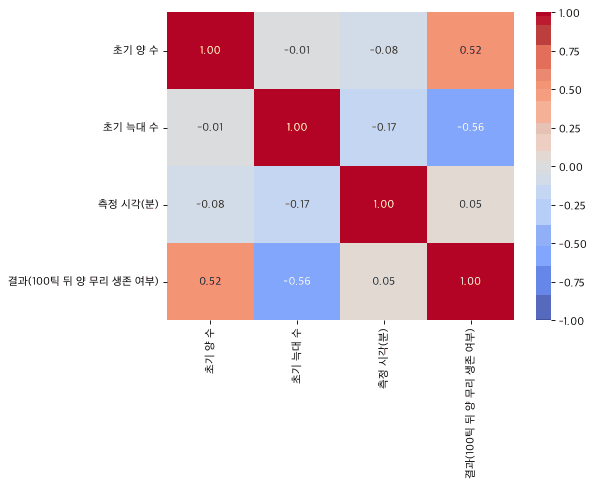 초기 양 수
1.00 -0.01 -0.08 0.52
초기 늑대 수
-0.01 1.00 -0.17 -0.56
측정 시각(분)
-0.08 -0.17 1.00 0.05
결과(100틱 뒤 양 무리 생존 여부)
0.52 -0.56 0.05 1.00
초기 양 수
초기 늑대 수
측정 시각(분)
결과(100틱 뒤 양 무리 생존 여부)
1.00
0.75
0.50
0.25
0.00
-0.25
-0.50
-0.75
-1.00